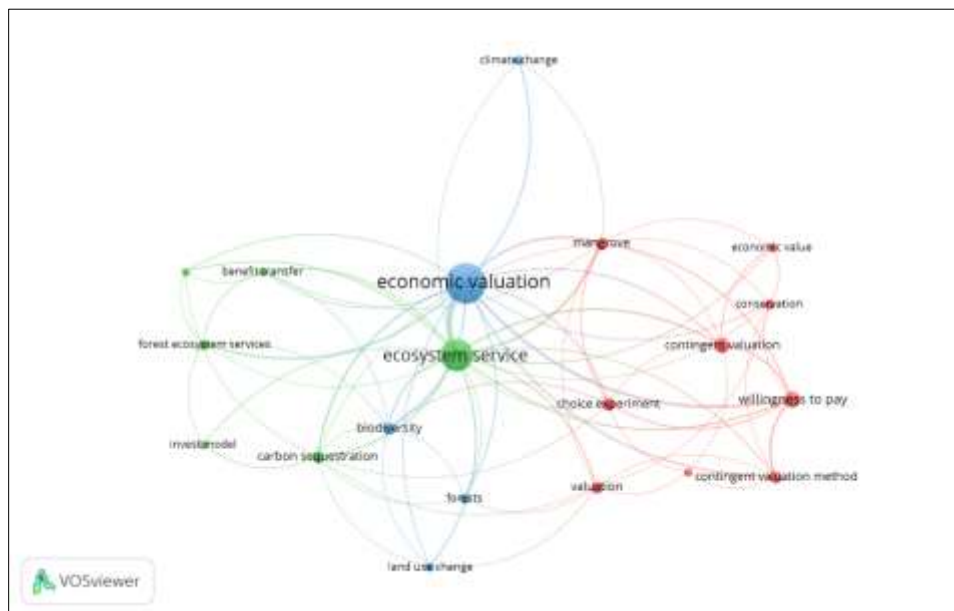 climate change
mangrove
economic value
benefit transfer
economic valuation
conservation
forest ecosystem services
ecosystem service
contingent valuation
choice experiment
willingness to pay
biodiversity
invest model
carbon sequestration
contingent valuation method
valuation
forests
land use change
VOSviewer